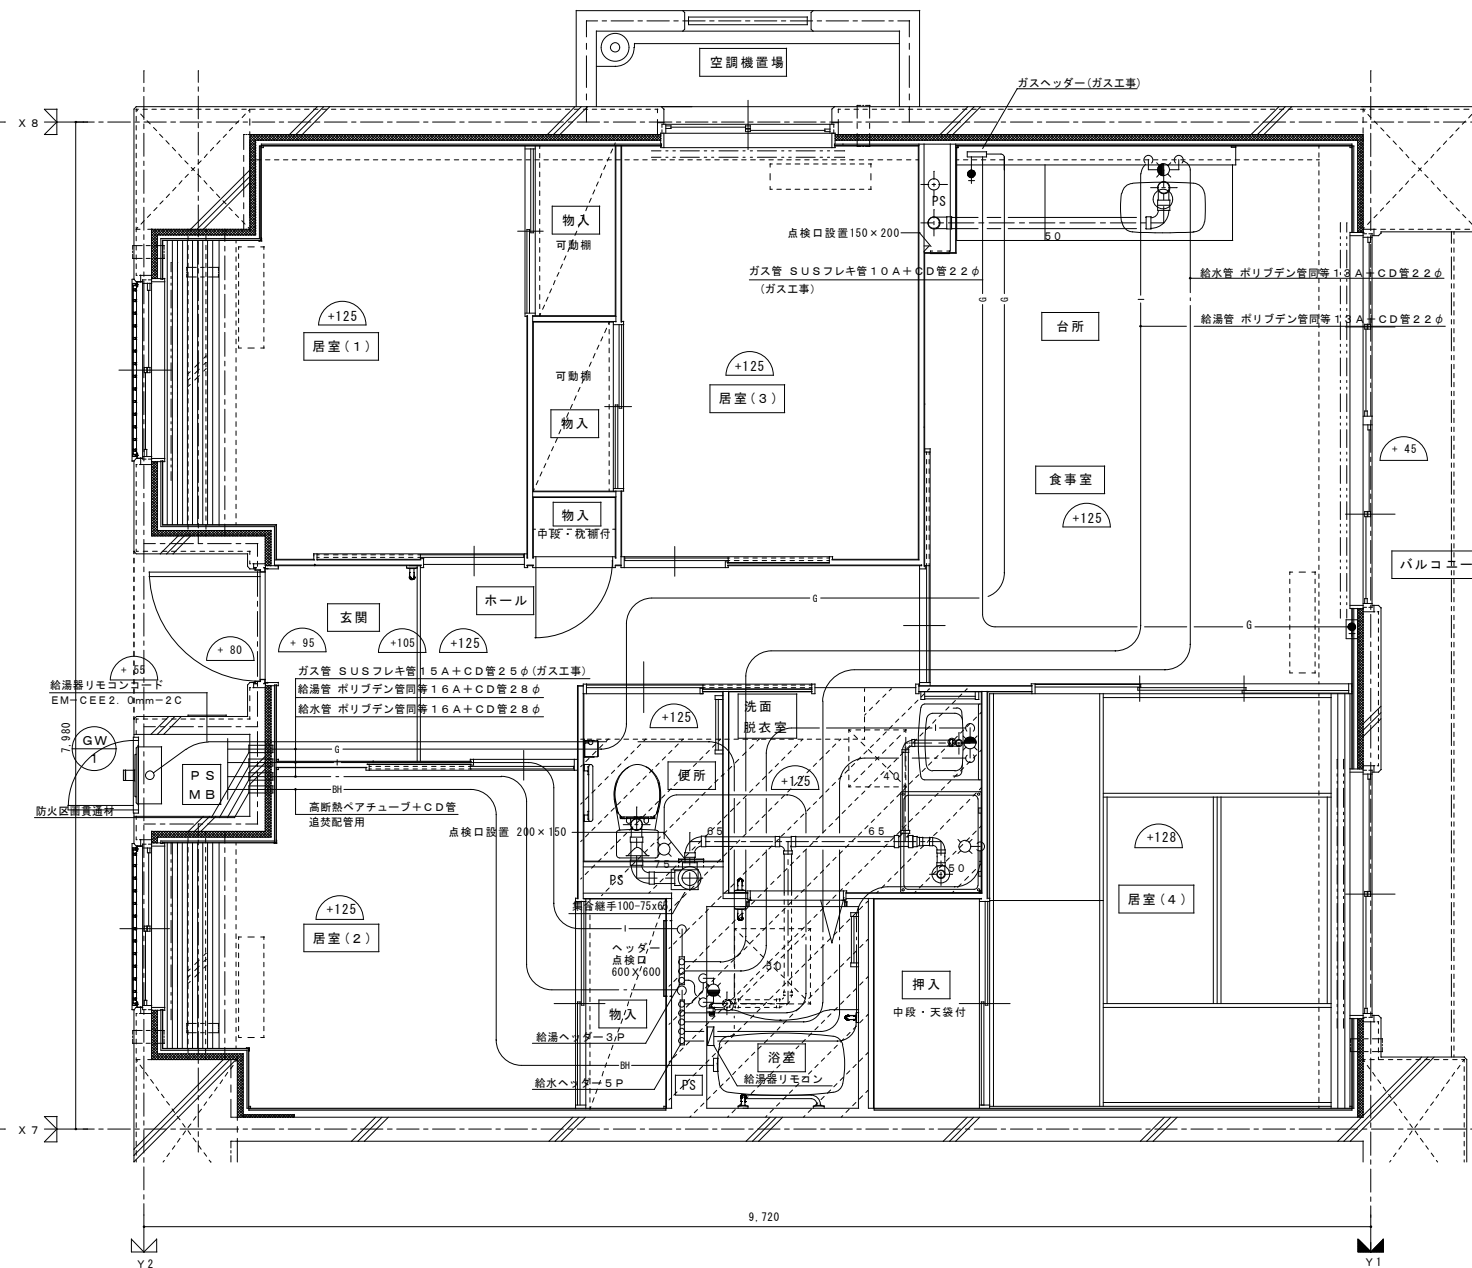 空調機置場
ガスヘッダー(ガス工事)
X8
物入
可動棚
PS
点検口設置150×200
50
ガス管 SUSフレキ管10A+CD管22φ
(ガス工事)
給水管 ポリブデン管同等13A+CD管22φ
給湯管 ポリブデン管同等13A+CD管22φ
G
G
I
+125
居室(1)
台所
+125
居室(3)
可動棚
物入
+45
食事室
+125
物入
中段・枕棚付
バルコニー
ホール
玄関
G
G
+95
+105
+125
+80
+65
ガス管 SUSフレキ管15A+CD管25φ(ガス工事)
給湯管 ポリブデン管同等16A+CD管28φ
給水管 ポリブデン管同等16A+CD管28φ
給湯器リモコンコード
EM-CEE2.0mm-2C
7,980
GW
1
PS
MB
G
I
BH
防火区画貫通材
高断熱ペアチューブ+CD管
追焚配管用
点検口設置 200×150
+125
洗面
脱衣室
便所
+125
40
65
65
75
50
PS
集合継手100-75x65
+128
居室(4)
+125
居室(2)
I
ヘッダー
点検口
600X600
30
物入
押入
中段・天袋付
給湯ヘッダー3P
BH
浴室
給水ヘッダー5P
PS
給湯器リモコン
X7
9,720
Y2
Y1